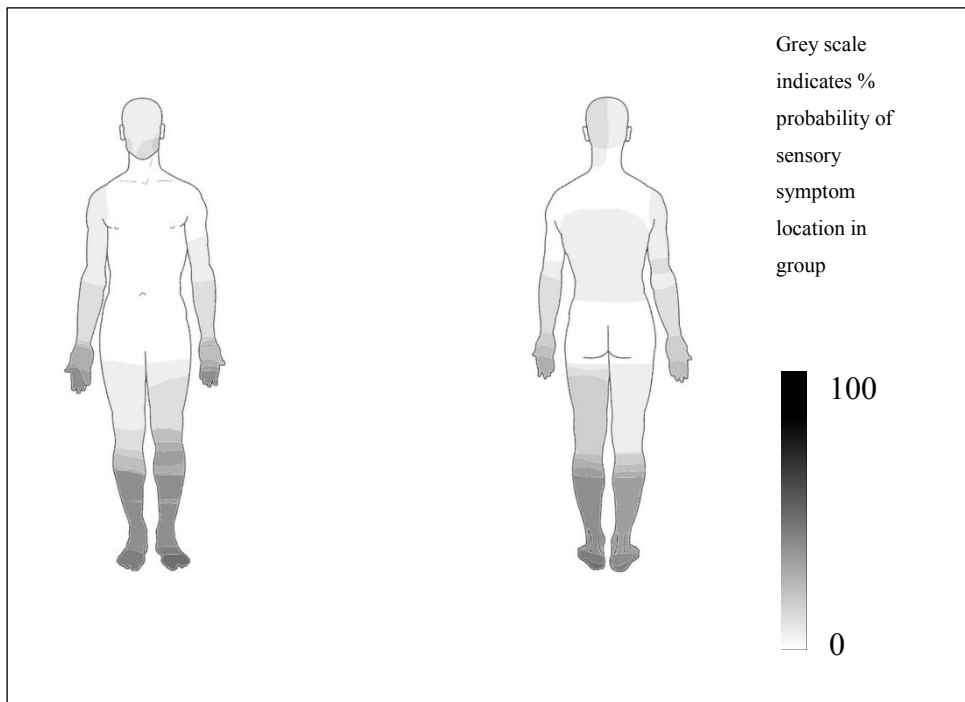 Grey scale
indicates %
probability of
sensory
symptom
location in
group
100
0